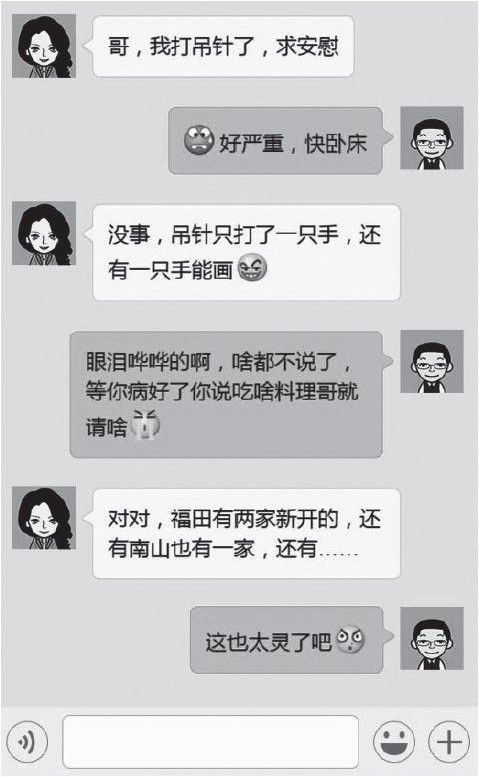 哥，我打吊针了，求安慰
好严重，快卧床
没事，吊针只打了一只手，还
有一只手能画
眼泪哗哗的啊，啥都不说了，
等你病好了你说吃啥料理哥就
请啥
对对，福田有两家新开的，还
有南山也有一家，还有……
这也太灵了吧